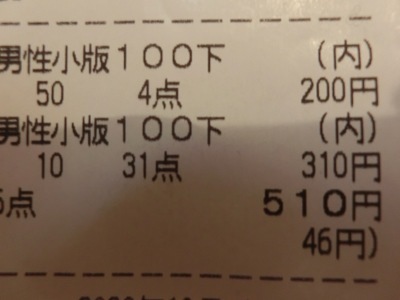 男性小版１００下 (内)
50 4点 200円
男性小版１００下 (内)
10 31点 310円
5点 ５１０円
46円)